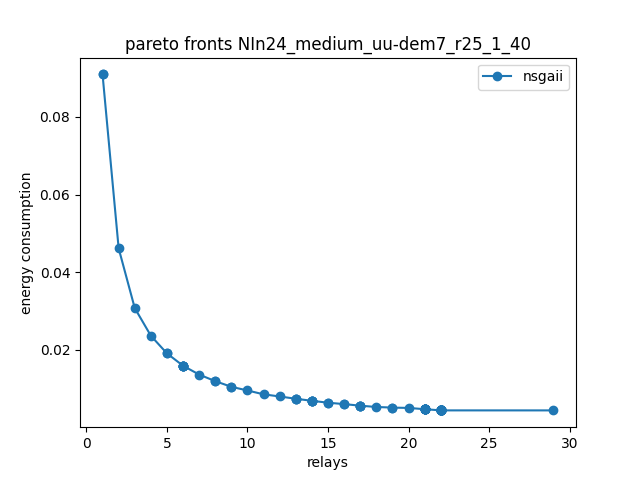 pareto fronts NIn24_medium_uu-dem7_r25_1_40
nsgaii
0.08
0.06
0.04
0.02
energy consumption
0 5 10 15 20 25 30
relays